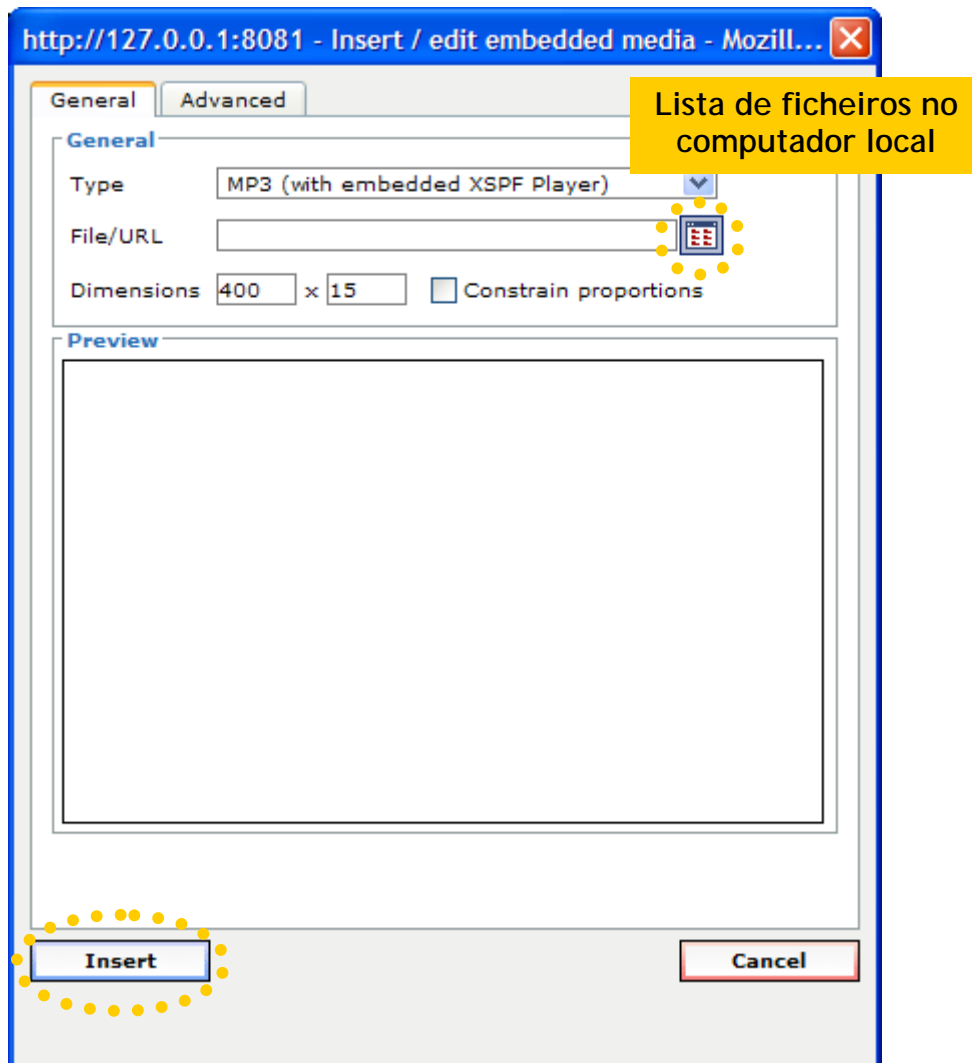 http://127.0.0.1:8081 - Insert / edit embedded media - Mozill...
General Advanced
Lista de ficheiros no
computador local
General
Type MP3 (with embedded XSPF Player)
File/URL
Dimensions 400 x 15 Constrain proportions
Preview
Insert Cancel